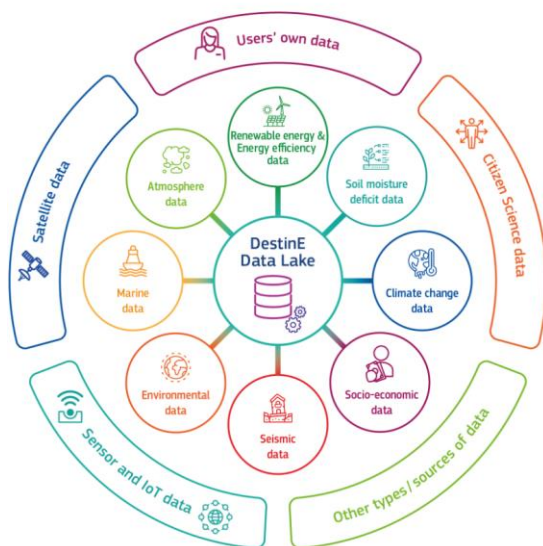 Users' own data
Satellite data
Citizen Science data
Renewable energy &
Energy efficiency
data
Atmosphere
data
Soil moisture
deficit data
DestinE
Data Lake
Marine
data
Climate change
data
Environmental
data
Socio-economic
data
Seismic
data
Sensor and IoT data
Other types/sources of data